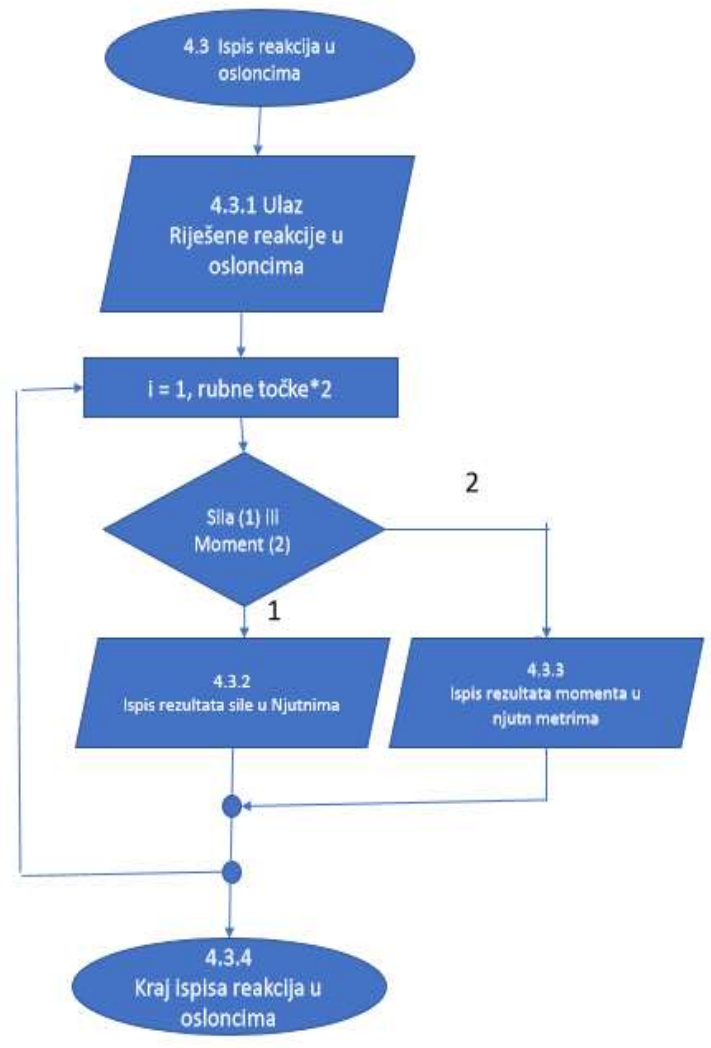 4.3 Ispis reakcija u
osloncima
4.3.1 Ulaz
Riješene reakcije u
osloncima
i = 1, rubne točke*2
Sila (1) ili
Moment (2)
2
1
4.3.2
Ispis rezultata sile u Njutnima
4.3.3
Ispis rezultata momenta u
njutn metrima
4.3.4
Kraj ispisa reakcija u
osloncima